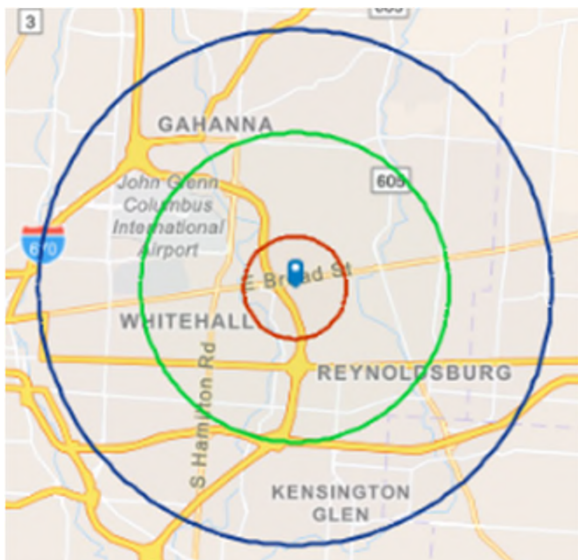 3
605
GAHANNA
John Glenn
Columbus
International
Airport
605
670
E Broad St
WHITEHALL
REYNOLDSBURG
S Hamilton Rd
KENSINGTON
GLEN